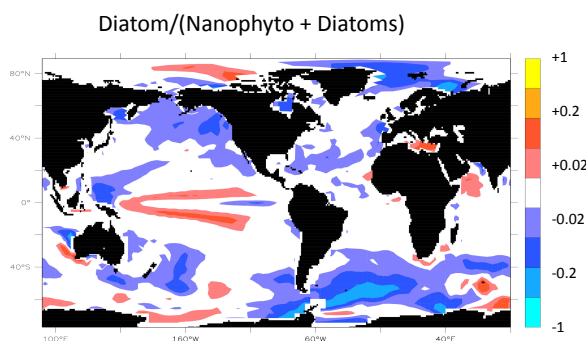 Diatom/(Nanophyto + Diatoms)
+1
+0.2
+0.02
-0.02
-0.2
-1
80°N
40°N
0°
40°S
100°E
160°W
60°W
40°E